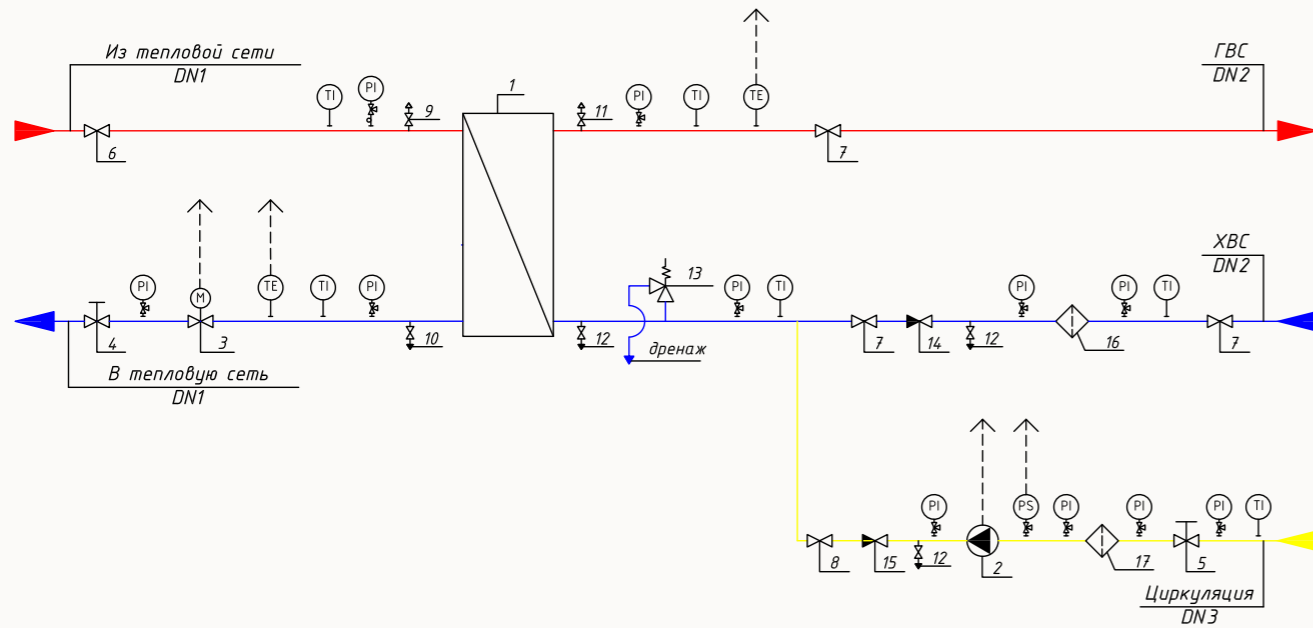 Из тепловой сети
DN1
ГВС
DN2
TI
PI
9
1
11
PI
TI
TE
6
7
ХВС
DN2
PI
M
TE
TI
PI
13
PI
TI
PI
PI
TI
4
3
10
12
дренаж
7
14
12
16
7
В тепловую сеть
DN1
PI
PS
PI
PI
PI
TI
8
15
12
2
17
5
Циркуляция
DN3